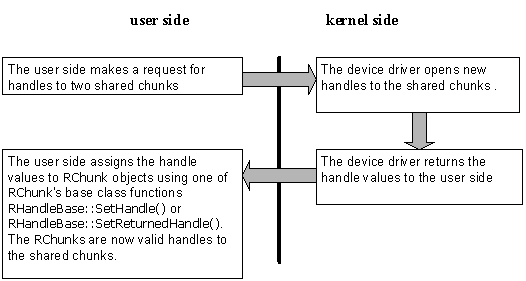 user side
kernel side
The user side makes a request for
handles to two shared chunks
The device driver opens new
handles to the shared chunks .
The device driver returns the
handle values to the user side
The user side assigns the handle
values to RChunk objects using one of
RChunk's base class functions
RHandleBase::SetHandle() or
RHandleBase::SetReturnedHandle().
The RChunks are now valid handles to
the shared chunks.